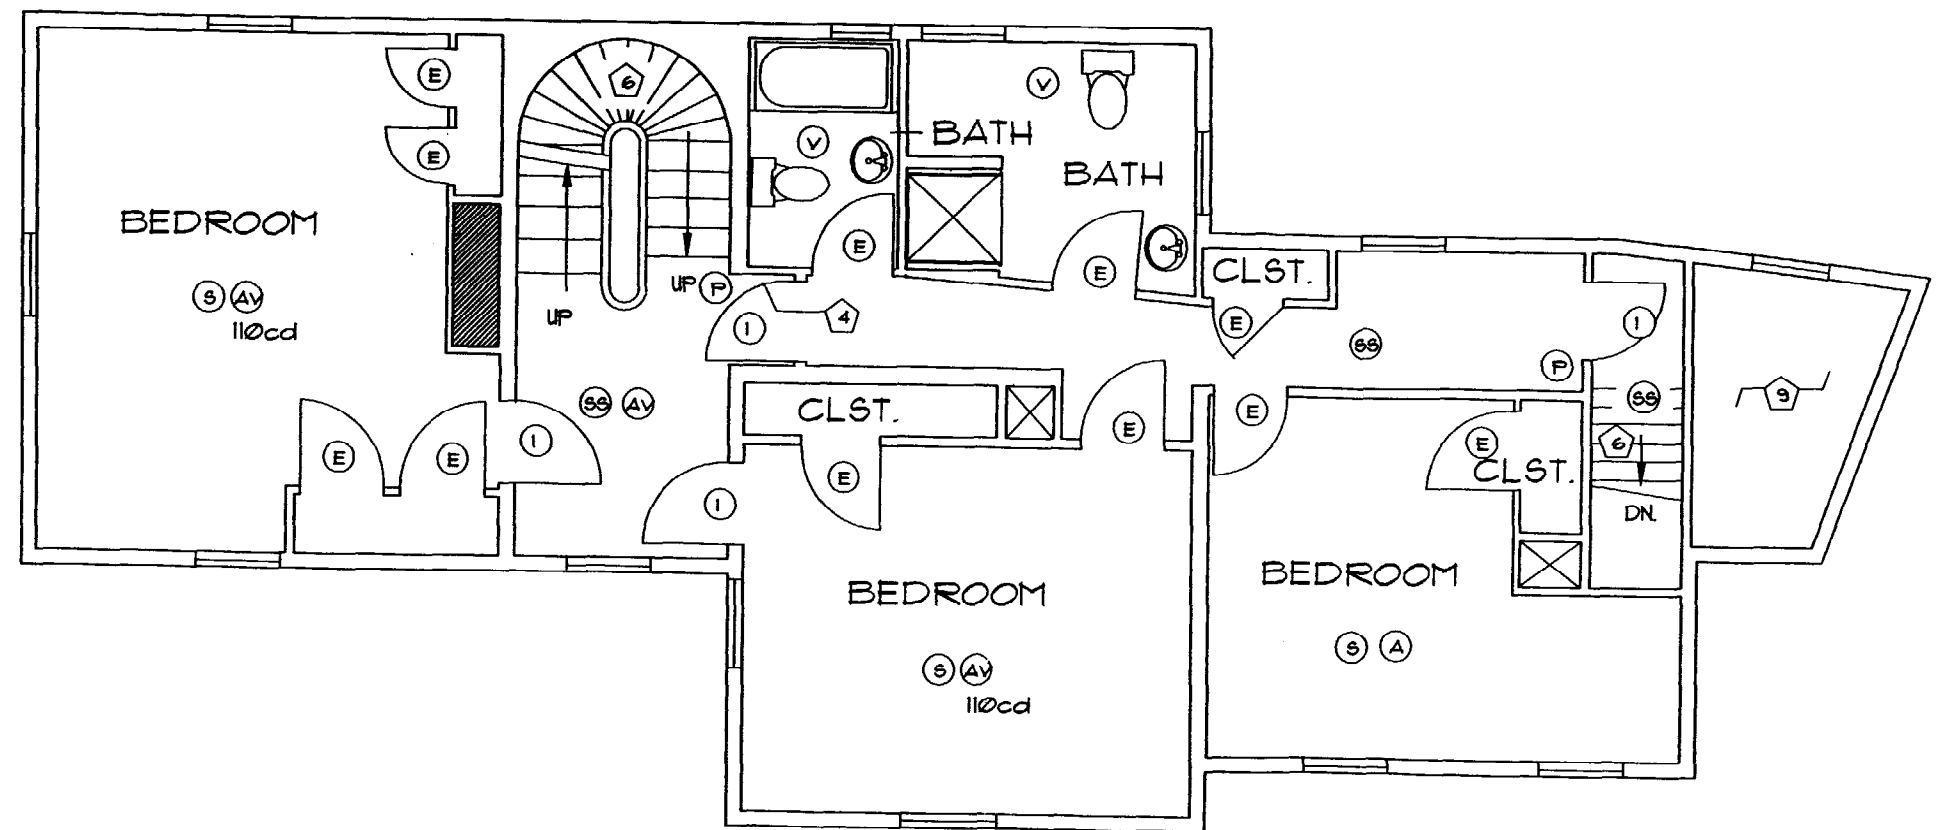 E
6
V
BATH
V
BATH
E
BEDROOM
E
E
CLST.
S AV
110cd
UP
UP P
1
4
E
SS
1
P
SS
9
SS AV
CLST.
E
E
E
6
CLST.
1
E
E
E
1
DN.
BEDROOM
BEDROOM
S A
S AV
110cd